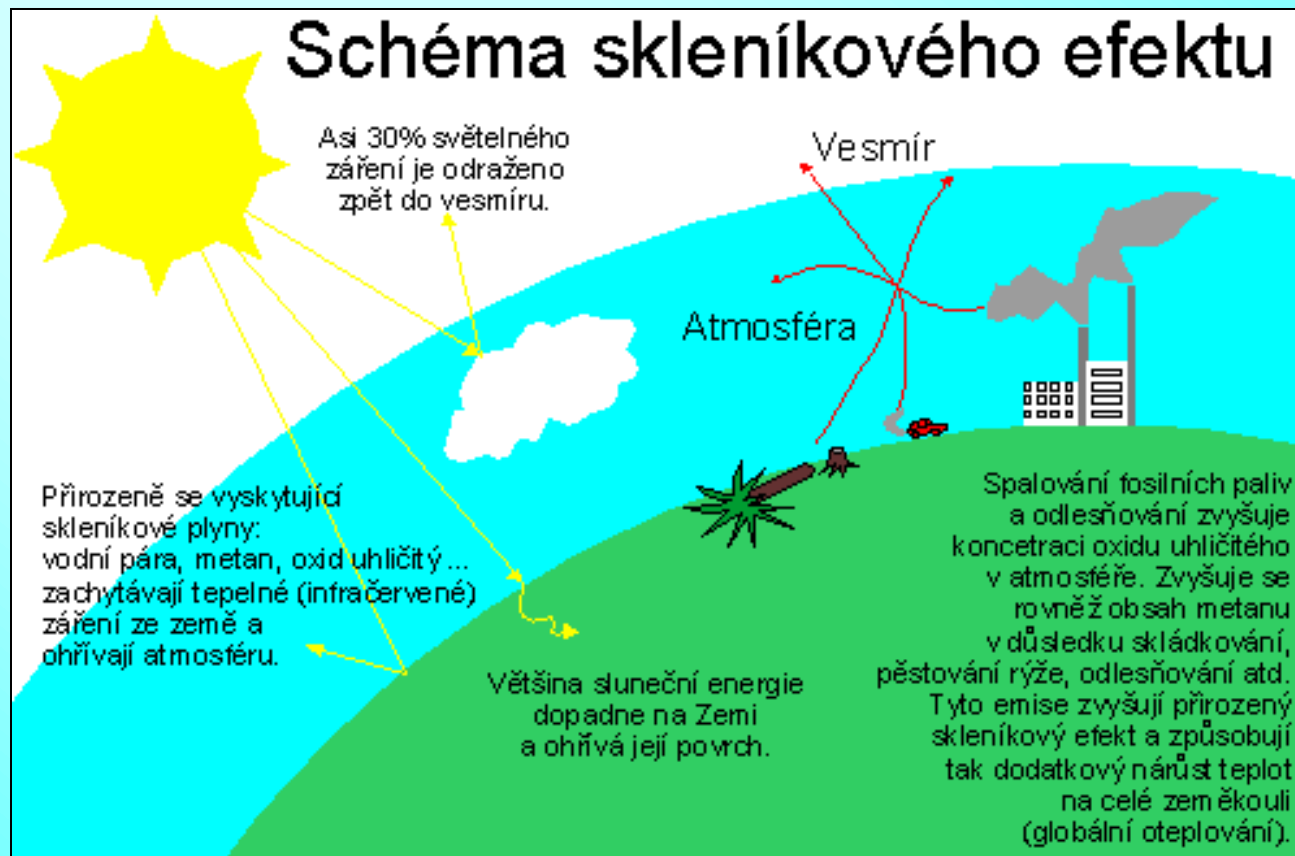 Schéma skleníkového efektu
Asi 30% světelného
záření je odraženo
zpět do vesmíru.
Vesmír
Atmosféra
Přirozeně se vyskytující
skleníkové plyny:
vodní pára, metan, oxid uhličitý ...
zachytávají tepelné (infračervené)
záření ze země a
ohřívají atmosféru.
Většina sluneční energie
dopadne na Zemi
a ohřívá její povrch.
Spalování fosilních paliv
a odlesňování zvyšuje
koncetraci oxidu uhličitého
v atmosféře. Zvyšuje se
rovněž obsah metanu
v důsledku skládkování,
pěstování rýže, odlesňování atd.
Tyto emise zvyšují přirozený
skleníkový efekt a způsobují
tak dodatkový nárůst teplot
na celé zeměkouli
(globální oteplování).